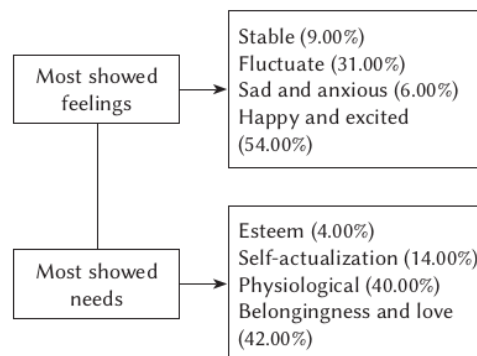 Most showed
feelings
Stable (9.00%)
Fluctuate (31.00%)
Sad and anxious (6.00%)
Happy and excited
(54.00%)
Most showed
needs
Esteem (4.00%)
Self-actualization (14.00%)
Physiological (40.00%)
Belongingness and love
(42.00%)